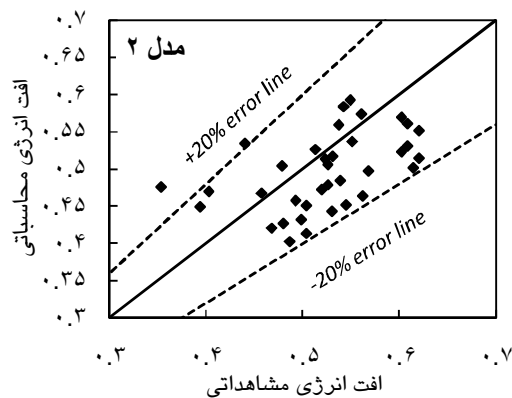 مدل ۲
۰.۷
۰.۶۵
۰.۶
۰.۵۵
۰.۵
۰.۴۵
۰.۴
۰.۳۵
۰.۳
افت انرژی محاسباتی
+20% error line
-20% error line
۰.۳ ۰.۴ ۰.۵ ۰.۶ ۰.۷
افت انرژی مشاهداتی